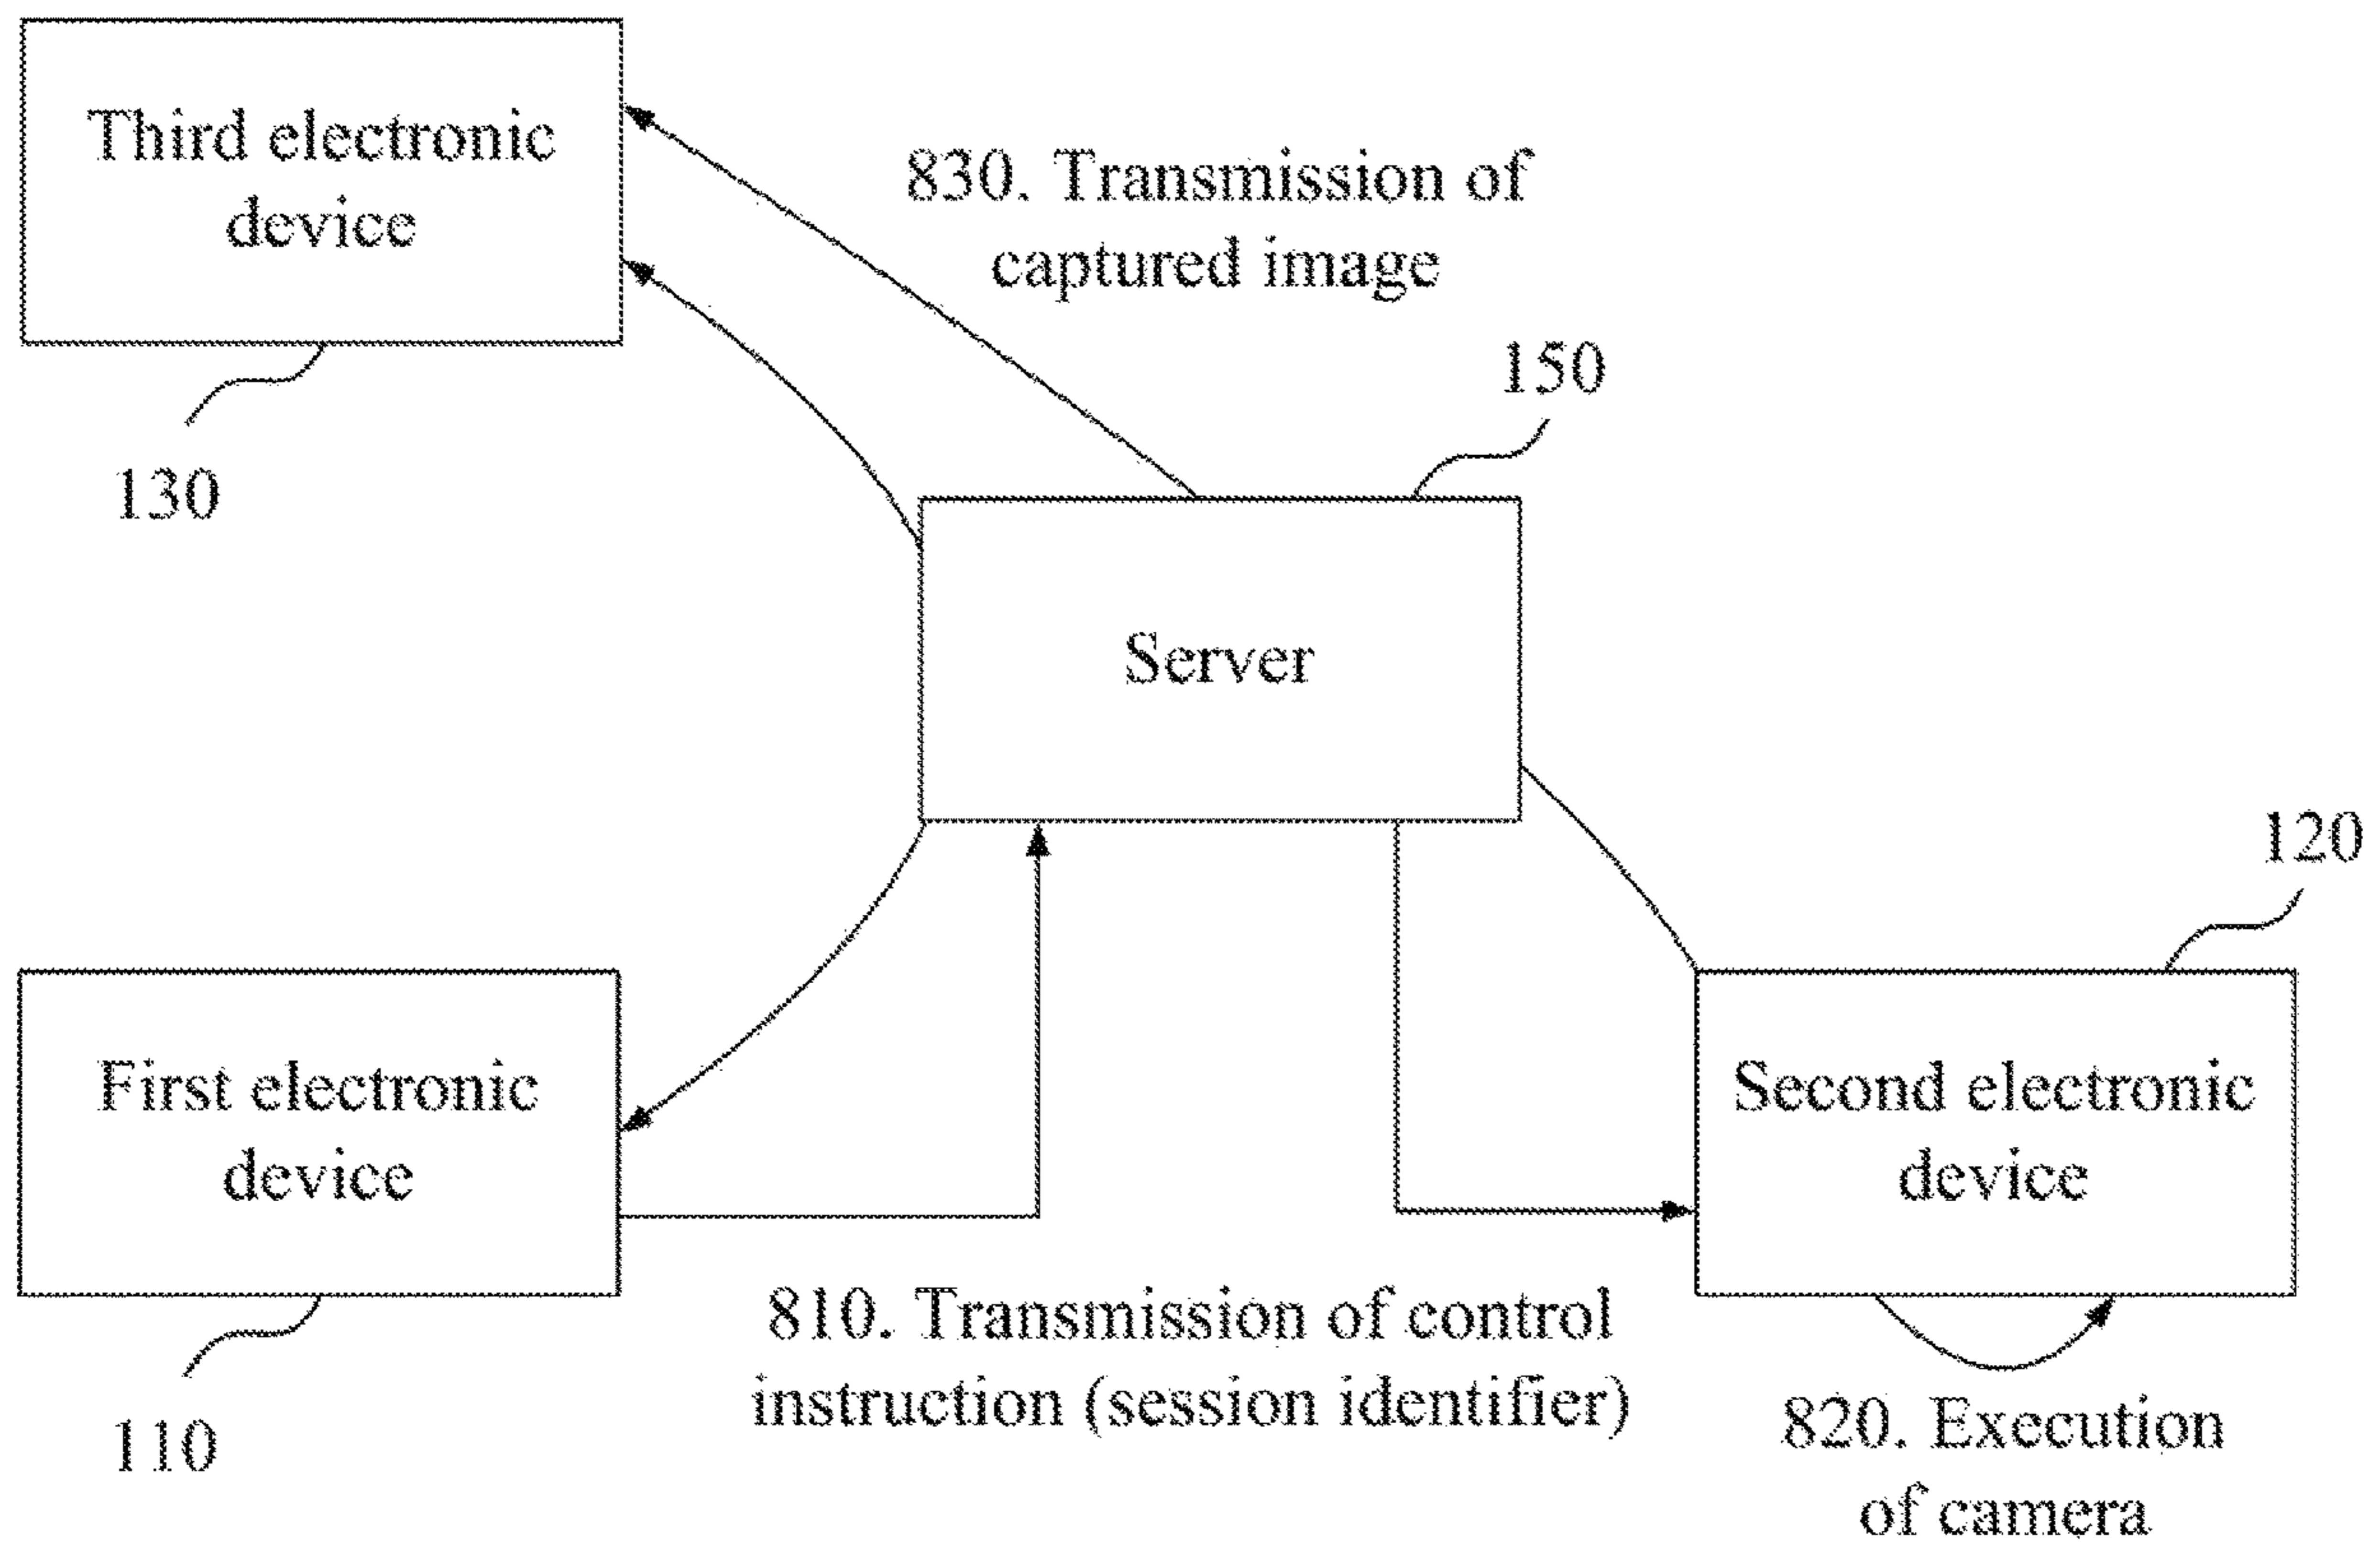 Third electronic
device
830. Transmission of
captured image
130
150
Server
120
First electronic
device
Second electronic
device
110
810. Transmission of control
instruction (session identifier)
820. Execution
of camera